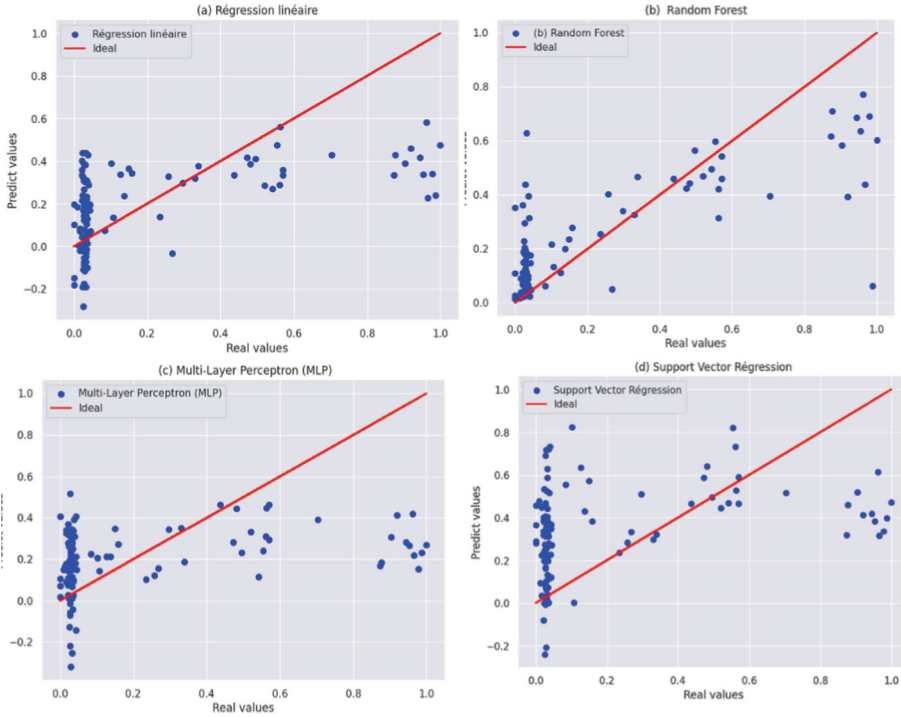 (a) Régression linéaire
Régression linéaire
Ideal
1.0
0.8
0.6
0.4
0.2
0.0
−0.2
Predict values
0.0 0.2 0.4 0.6 0.8 1.0
Real values
(b) Random Forest
(b) Random Forest
Ideal
1.0
0.8
0.6
0.4
0.2
0.0
Predict values
0.0 0.2 0.4 0.6 0.8 1.0
Real values
(c) Multi-Layer Perceptron (MLP)
Multi-Layer Perceptron (MLP)
Ideal
1.0
0.8
0.6
0.4
0.2
0.0
−0.2
0.0 0.2 0.4 0.6 0.8 1.0
Real values
(d) Support Vector Régression
Support Vector Régression
Ideal
1.0
0.8
0.6
0.4
0.2
0.0
−0.2
Predict values
0.0 0.2 0.4 0.6 0.8 1.0
Real values